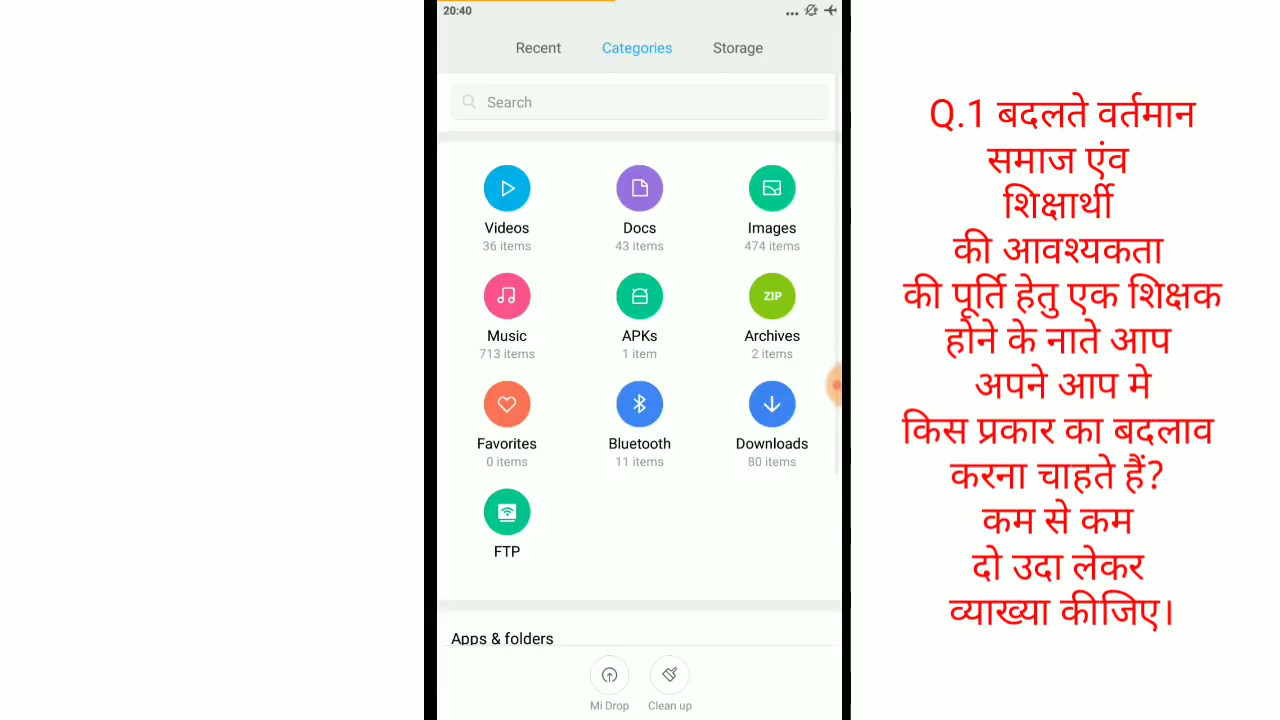 20:40
Recent Categories Storage
Search
Videos Docs Images
36 items 43 items 474 items
ZIP
Music APKs Archives
713 items 1 item 2 items
Favorites Bluetooth Downloads
0 items 11 items 80 items
FTP
Apps & folders
Mi Drop Clean up
Q.1 बदलते वर्तमान
समाज एंव
शिक्षार्थी
की आवश्यकता
की पूर्ति हेतु एक शिक्षक
होने के नाते आप
अपने आप मे
किस प्रकार का बदलाव
करना चाहते हैं?
कम से कम
दो उदा लेकर
व्याख्या कीजिए।